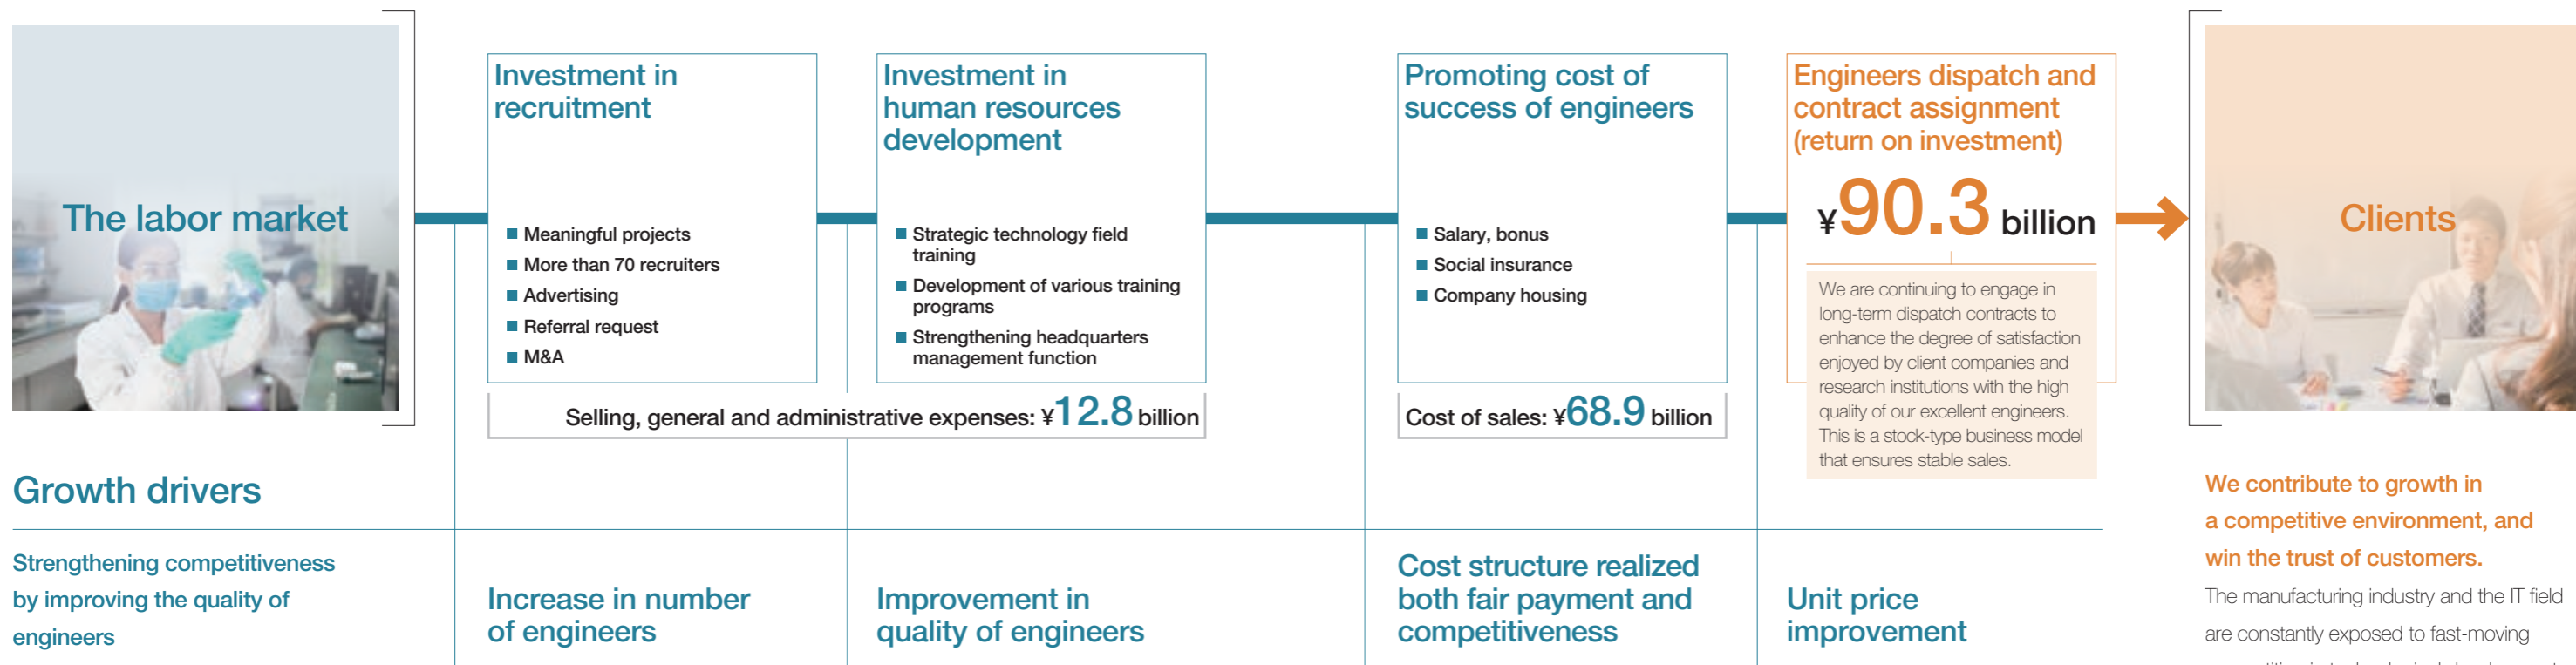 The labor market
Investment in
recruitment
■ Meaningful projects
■ More than 70 recruiters
■ Advertising
■ Referral request
■ M&A
Investment in
human resources
development
■ Strategic technology field
training
■ Development of various training
programs
■ Strengthening headquarters
management function
Selling, general and administrative expenses: ¥12.8 billion
Promoting cost of
success of engineers
■ Salary, bonus
■ Social insurance
■ Company housing
Cost of sales: ¥68.9 billion
Engineers dispatch and
contract assignment
(return on investment)
¥90.3 billion
We are continuing to engage in
long-term dispatch contracts to
enhance the degree of satisfaction
enjoyed by client companies and
research institutions with the high
quality of our excellent engineers.
This is a stock-type business model
that ensures stable sales.
Clients
Growth drivers
Strengthening competitiveness
by improving the quality of
engineers
Increase in number
of engineers
Improvement in
quality of engineers
Cost structure realized
both fair payment and
competitiveness
Unit price
improvement
We contribute to growth in
a competitive environment, and
win the trust of customers.
The manufacturing industry and the IT field
are constantly exposed to fast-moving